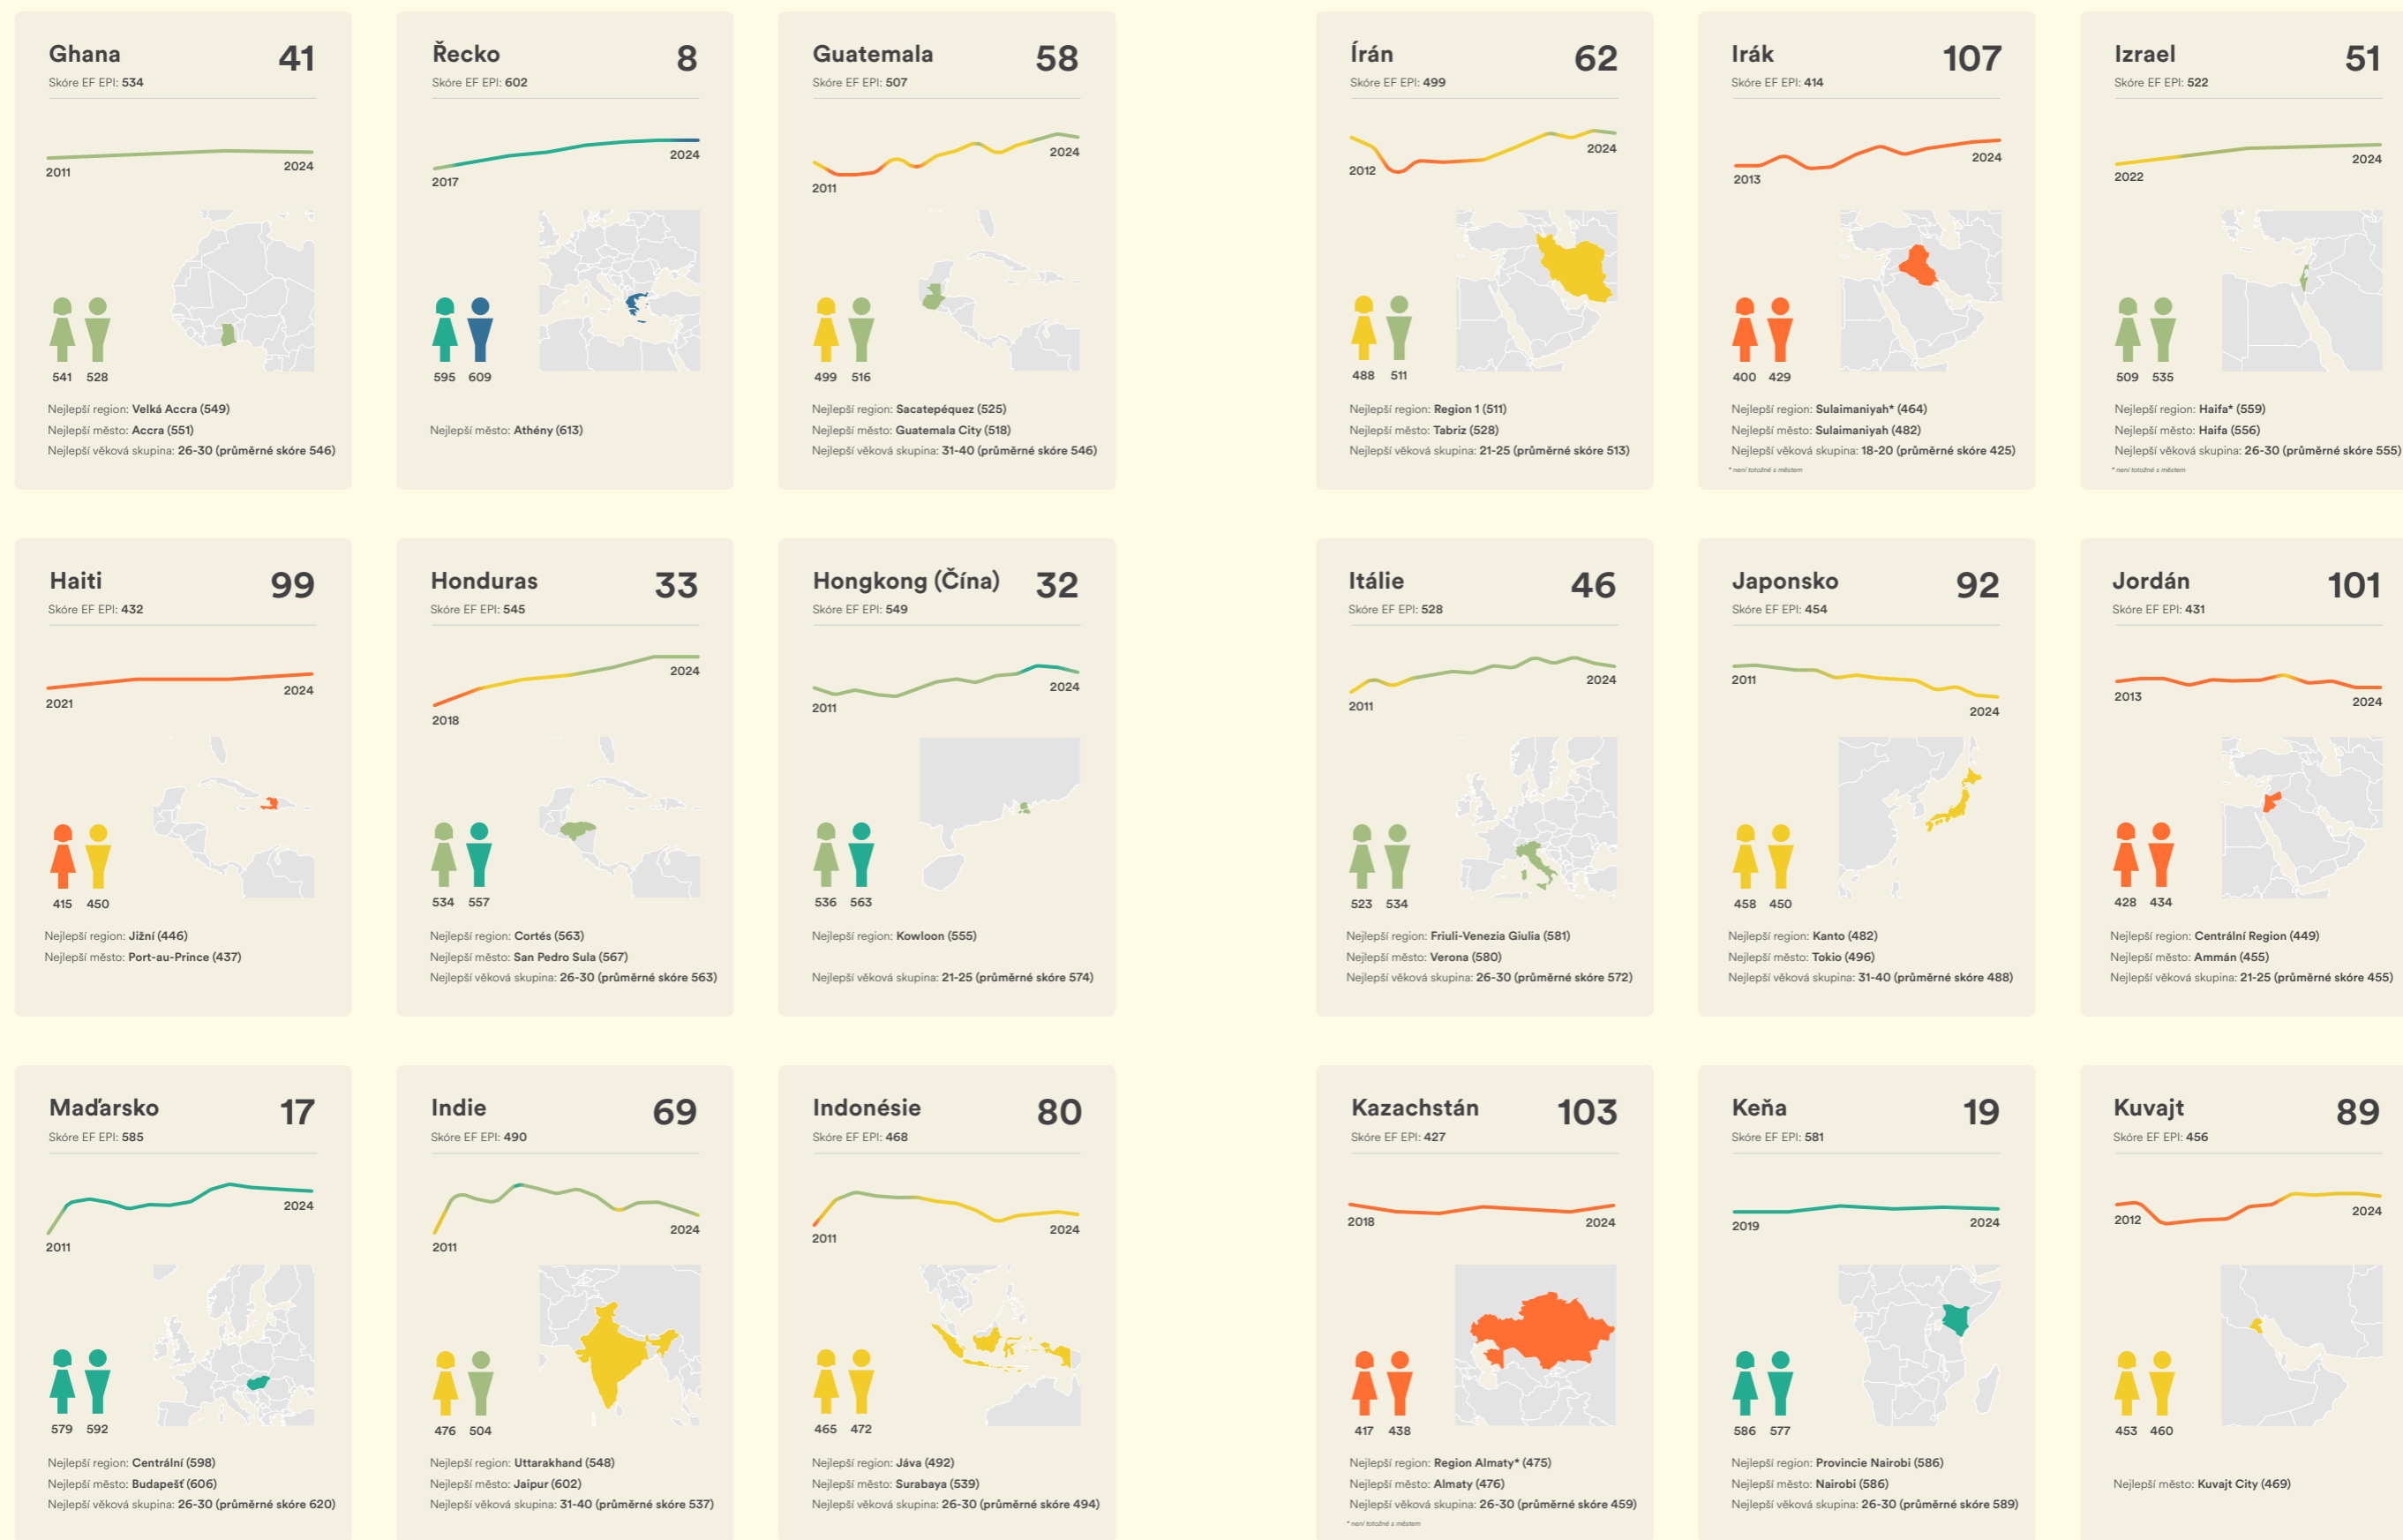 Ghana
41
Skóre EF EPI: 534
2011
2024
541 528
Nejlepší region: Velká Accra (549)
Nejlepší město: Accra (551)
Nejlepší věková skupina: 26-30 (průměrné skóre 546)
Řecko
8
Skóre EF EPI: 602
2017
2024
595 609
Nejlepší město: Athény (613)
Guatemala
58
Skóre EF EPI: 507
2011
2024
499 516
Nejlepší region: Sacatepéquez (525)
Nejlepší město: Guatemala City (518)
Nejlepší věková skupina: 31-40 (průměrné skóre 546)
Írán
62
Skóre EF EPI: 499
2012
2024
488 511
Nejlepší region: Region 1 (511)
Nejlepší město: Tabriz (528)
Nejlepší věková skupina: 21-25 (průměrné skóre 513)
Irák
107
Skóre EF EPI: 414
2013
2024
400 429
Nejlepší region: Sulaimaniyah* (464)
Nejlepší město: Sulaimaniyah (482)
Nejlepší věková skupina: 18-20 (průměrné skóre 425)
* není totožné s městem
Izrael
51
Skóre EF EPI: 522
2022
2024
509 535
Nejlepší region: Haifa* (559)
Nejlepší město: Haifa (556)
Nejlepší věková skupina: 26-30 (průměrné skóre 555)
* není totožné s městem
Haiti
99
Skóre EF EPI: 432
2021
2024
415 450
Nejlepší region: Jižní (446)
Nejlepší město: Port-au-Prince (437)
Honduras
33
Skóre EF EPI: 545
2018
2024
534 557
Nejlepší region: Cortés (563)
Nejlepší město: San Pedro Sula (567)
Nejlepší věková skupina: 26-30 (průměrné skóre 563)
Hongkong (Čína)
32
Skóre EF EPI: 549
2011
2024
536 563
Nejlepší region: Kowloon (555)
Nejlepší věková skupina: 21-25 (průměrné skóre 574)
Itálie
46
Skóre EF EPI: 528
2011
2024
523 534
Nejlepší region: Friuli-Venezia Giulia (581)
Nejlepší město: Verona (580)
Nejlepší věková skupina: 26-30 (průměrné skóre 572)
Japonsko
92
Skóre EF EPI: 454
2011
2024
458 450
Nejlepší region: Kanto (482)
Nejlepší město: Tokio (496)
Nejlepší věková skupina: 31-40 (průměrné skóre 488)
Jordán
101
Skóre EF EPI: 431
2013
2024
428 434
Nejlepší region: Centrální Region (449)
Nejlepší město: Ammán (455)
Nejlepší věková skupina: 21-25 (průměrné skóre 455)
Maďarsko
17
Skóre EF EPI: 585
2011
2024
579 592
Nejlepší region: Centrální (598)
Nejlepší město: Budapešť (606)
Nejlepší věková skupina: 26-30 (průměrné skóre 620)
Indie
69
Skóre EF EPI: 490
2011
2024
476 504
Nejlepší region: Uttarakhand (548)
Nejlepší město: Jaipur (602)
Nejlepší věková skupina: 31-40 (průměrné skóre 537)
Indonésie
80
Skóre EF EPI: 468
2011
2024
465 472
Nejlepší region: Jáva (492)
Nejlepší město: Surabaya (539)
Nejlepší věková skupina: 26-30 (průměrné skóre 494)
Kazachstán
103
Skóre EF EPI: 427
2018
2024
417 438
Nejlepší region: Region Almaty* (475)
Nejlepší město: Almaty (476)
Nejlepší věková skupina: 26-30 (průměrné skóre 459)
* není totožné s městem
Keňa
19
Skóre EF EPI: 581
2019
2024
586 577
Nejlepší region: Provincie Nairobi (586)
Nejlepší město: Nairobi (586)
Nejlepší věková skupina: 26-30 (průměrné skóre 589)
Kuvajt
89
Skóre EF EPI: 456
2012
2024
453 460
Nejlepší město: Kuvajt City (469)